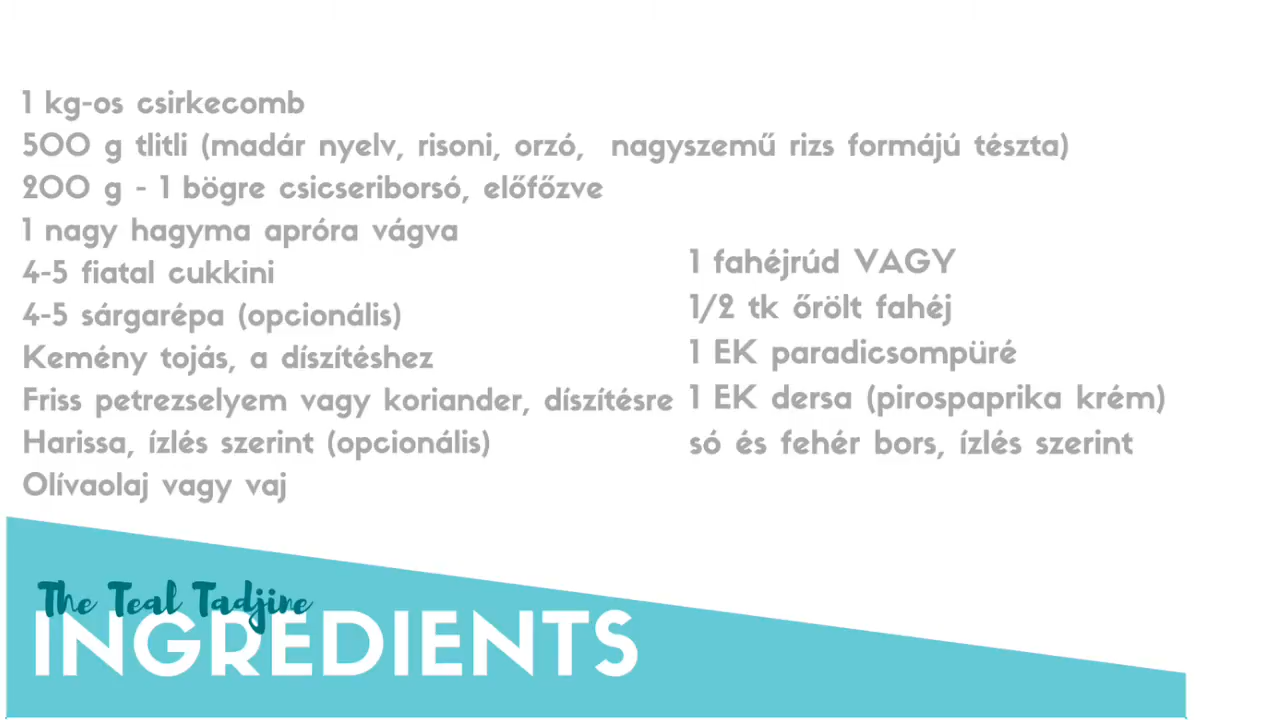 1 kg-os csirkecomb
500 g tlitli (madár nyelv, risoni, orzó, nagyszemű rizs formájú tészta)
200 g - 1 bögre csicseriborsó, előfőzve
1 nagy hagyma apróra vágva
4-5 fiatal cukkini
4-5 sárgarépa (opcionális)
Kemény tojás, a díszítéshez
Friss petrezselyem vagy koriander, díszítésre
Harissa, ízlés szerint (opcionális)
Olívaolaj vagy vaj
1 fahéjrúd VAGY
1/2 tk őrölt fahéj
1 EK paradicsompüré
1 EK dersa (pirospaprika krém)
só és fehér bors, ízlés szerint
The Teal Tadjine
INGREDIENTS